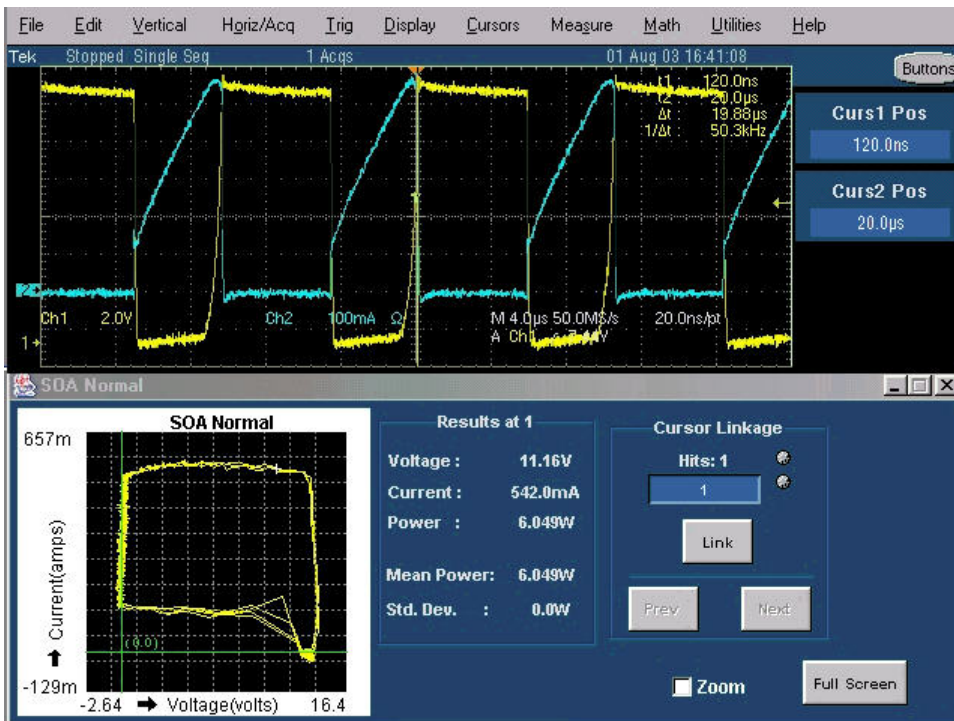 File Edit Vertical Horiz/Acq Trig Display Cursors Measure Math Utilities Help
Tek Stopped Single Seq 1 Acqs 01 Aug 03 16:41:08
Buttons
t1 : 120.0ns
t2 : 20.0µs
Δt : 19.88µs
1/Δt : 50.3kHz
Curs1 Pos
120.0ns
Curs2 Pos
20.0µs
2
Ch1 2.0V Ch2 100mA Ω M 4.0µs 50.0MS/s 20.0ns/pt
A Ch1
1
SOA Normal
SOA Normal
657m
Current(amps)
(0,0)
-129m
-2.64 Voltage(volts) 16.4
Results at 1
Voltage : 11.16V
Current : 542.0mA
Power : 6.049W
Mean Power: 6.049W
Std. Dev. : 0.0W
Cursor Linkage
Hits: 1
1
Link
Prev Next
Zoom
Full Screen